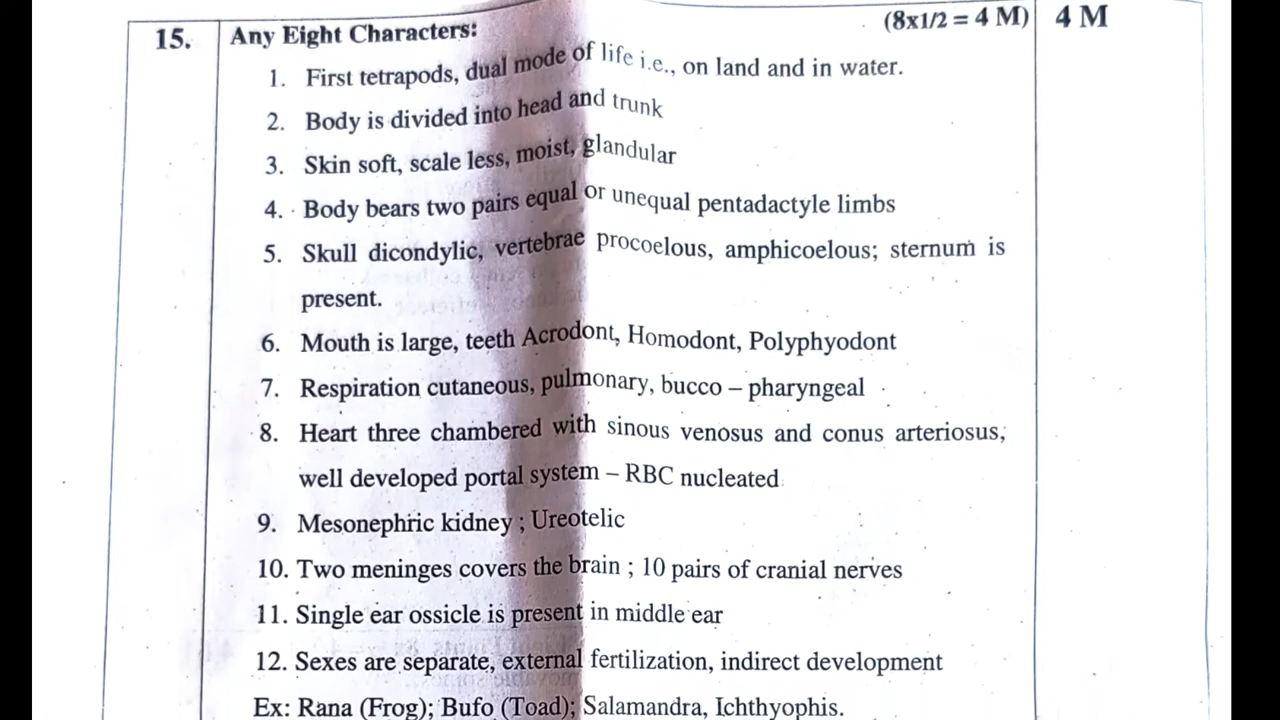 15. Any Eight Characters: (8x1/2 = 4 M) 4 M
1. First tetrapods, dual mode of life i.e., on land and in water.
2. Body is divided into head and trunk
3. Skin soft, scale less, moist, glandular
4. Body bears two pairs equal or unequal pentadactyle limbs
5. Skull dicondylic, vertebrae procoelous, amphicoelous; sternum is
present.
6. Mouth is large, teeth Acrodont, Homodont, Polyphyodont
7. Respiration cutaneous, pulmonary, bucco – pharyngeal
8. Heart three chambered with sinous venosus and conus arteriosus,
well developed portal system – RBC nucleated
9. Mesonephric kidney ; Ureotelic
10. Two meninges covers the brain ; 10 pairs of cranial nerves
11. Single ear ossicle is present in middle ear
12. Sexes are separate, external fertilization, indirect development
Ex: Rana (Frog); Bufo (Toad); Salamandra, Ichthyophis.